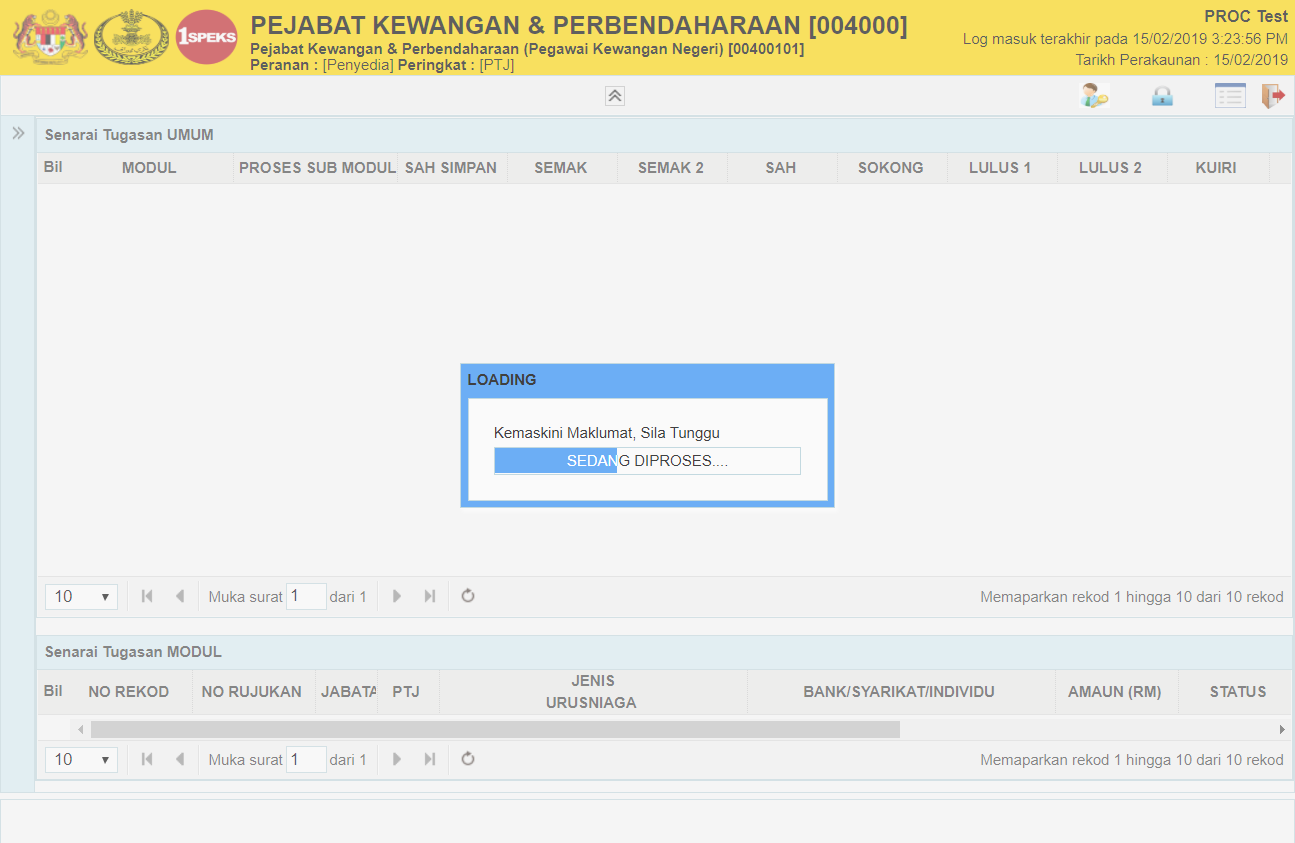 1SPEKS
PEJABAT KEWANGAN & PERBENDAHARAAN [004000]
Pejabat Kewangan & Perbendaharaan (Pegawai Kewangan Negeri) [00400101]
Peranan : [Penyedia] Peringkat : [PTJ]
PROC Test
Log masuk terakhir pada 15/02/2019 3:23:56 PM
Tarikh Perakaunan : 15/02/2019
Senarai Tugasan UMUM
Bil MODUL PROSES SUB MODUL SAH SIMPAN SEMAK SEMAK 2 SAH SOKONG LULUS 1 LULUS 2 KUIRI
LOADING
Kemaskini Maklumat, Sila Tunggu
SEDANG DIPROSES....
10 Muka surat 1 dari 1 Memaparkan rekod 1 hingga 10 dari 10 rekod
Senarai Tugasan MODUL
Bil NO REKOD NO RUJUKAN JABATA PTJ JENIS
URUSNIAGA BANK/SYARIKAT/INDIVIDU AMAUN (RM) STATUS
10 Muka surat 1 dari 1 Memaparkan rekod 1 hingga 10 dari 10 rekod